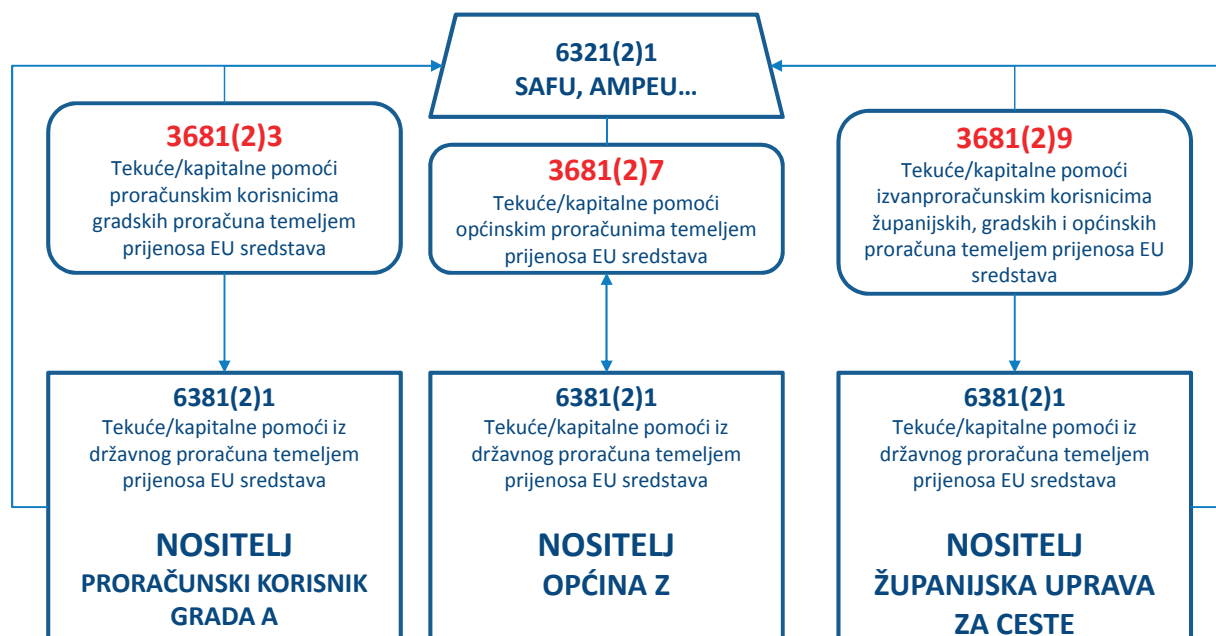 6321(2)1
SAFU, AMPEU…
3681(2)3
Tekuće/kapitalne pomoći
proračunskim korisnicima
gradskih proračuna temeljem
prijenosa EU sredstava
3681(2)7
Tekuće/kapitalne pomoći
općinskim proračunima temeljem
prijenosa EU sredstava
3681(2)9
Tekuće/kapitalne pomoći
izvanproračunskim korisnicima
županijskih, gradskih i općinskih
proračuna temeljem prijenosa EU
sredstava
6381(2)1
Tekuće/kapitalne pomoći iz
državnog proračuna temeljem
prijenosa EU sredstava
NOSITELJ
PRORAČUNSKI KORISNIK
GRADA A
6381(2)1
Tekuće/kapitalne pomoći iz
državnog proračuna temeljem
prijenosa EU sredstava
NOSITELJ
OPĆINA Z
6381(2)1
Tekuće/kapitalne pomoći iz
državnog proračuna temeljem
prijenosa EU sredstava
NOSITELJ
ŽUPANIJSKA UPRAVA
ZA CESTE